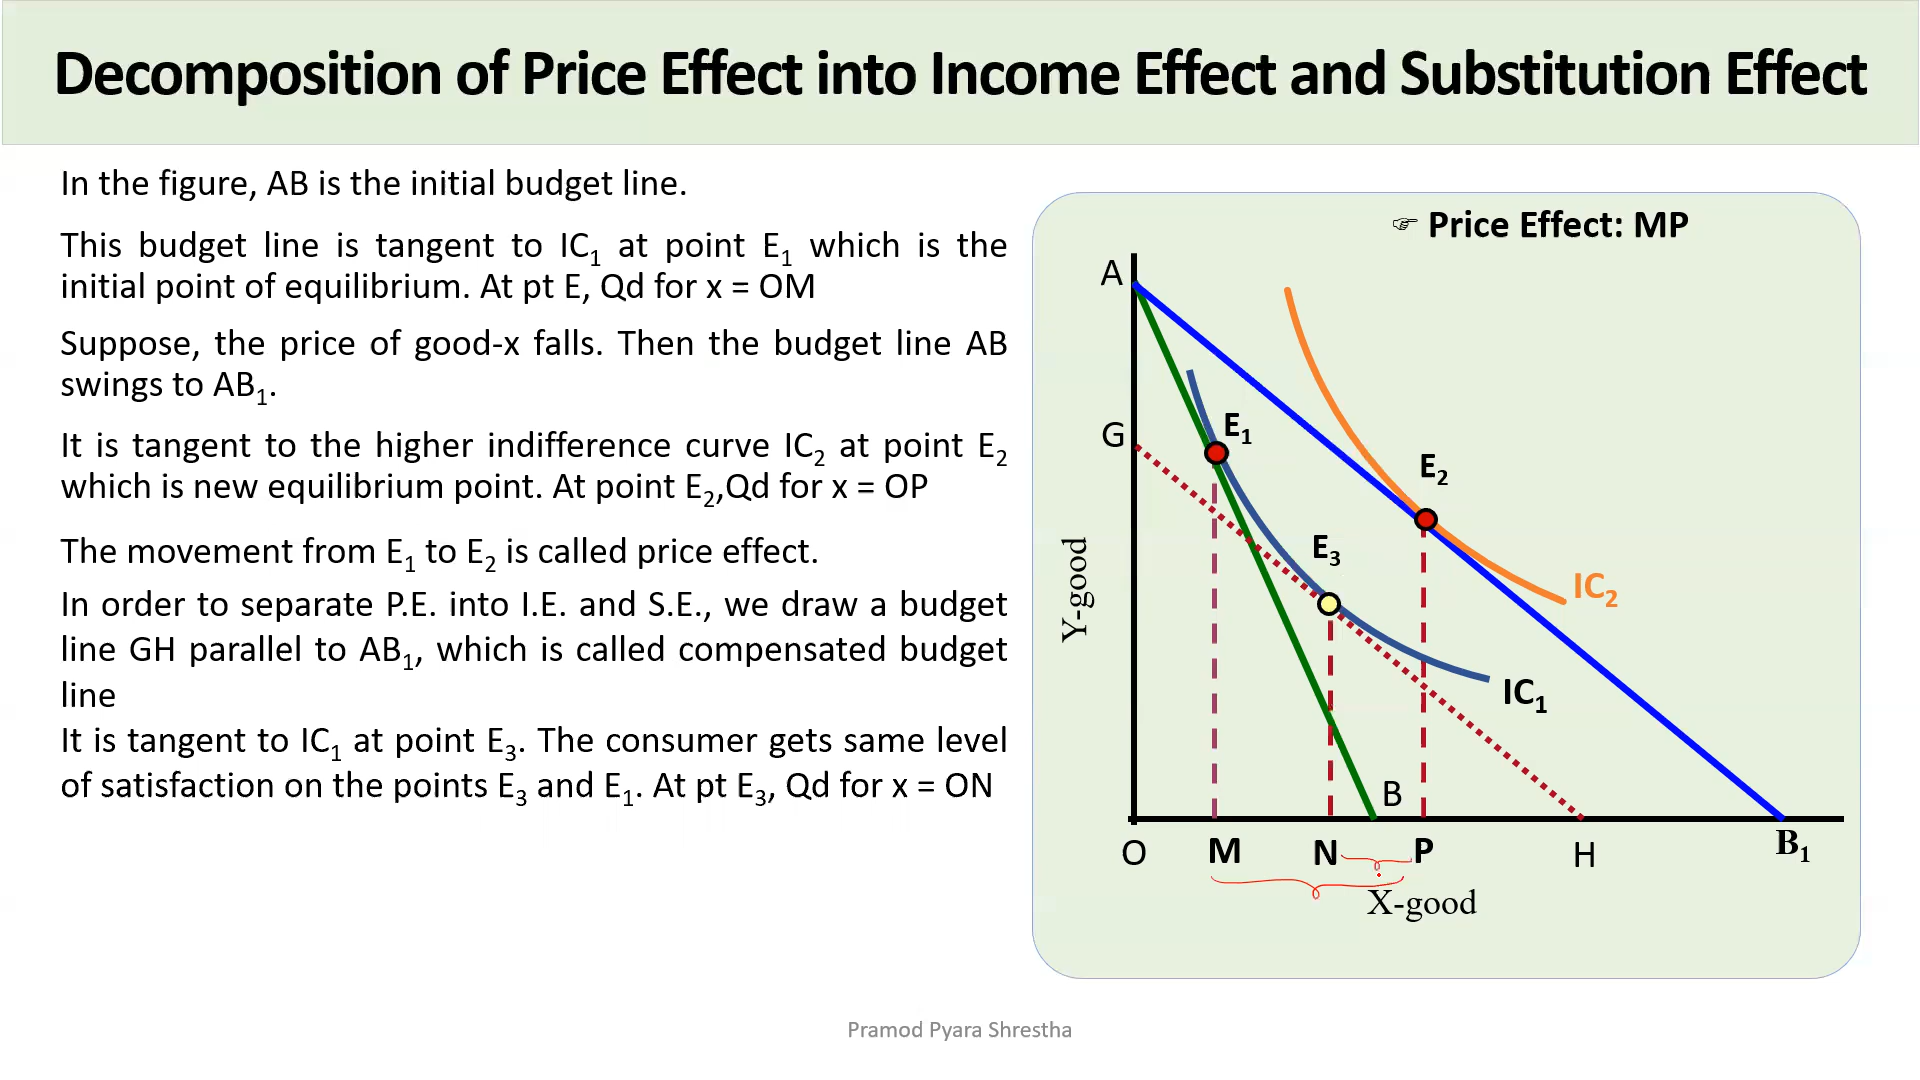 Decomposition of Price Effect into Income Effect and Substitution Effect
In the figure, AB is the initial budget line.
This budget line is tangent to IC₁ at point E₁ which is the
initial point of equilibrium. At pt E, Qd for x = OM
Suppose, the price of good-x falls. Then the budget line AB
swings to AB₁.
It is tangent to the higher indifference curve IC₂ at point E₂
which is new equilibrium point. At point E₂,Qd for x = OP
The movement from E₁ to E₂ is called price effect.
In order to separate P.E. into I.E. and S.E., we draw a budget
line GH parallel to AB₁, which is called compensated budget
line
It is tangent to IC₁ at point E₃. The consumer gets same level
of satisfaction on the points E₃ and E₁. At pt E₃, Qd for x = ON
☞ Price Effect: MP
A
G
E₁
E₂
E₃
Y-good
IC₂
IC₁
B
O M N P H B₁
X-good
Pramod Pyara Shrestha